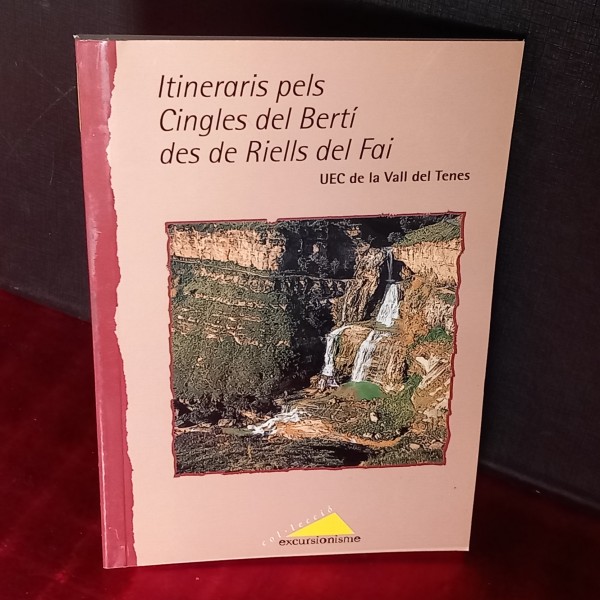 Itineraris pels
Cingles del Bertí
des de Riells del Fai
UEC de la Vall del Tenes
col·lecció
excursionisme